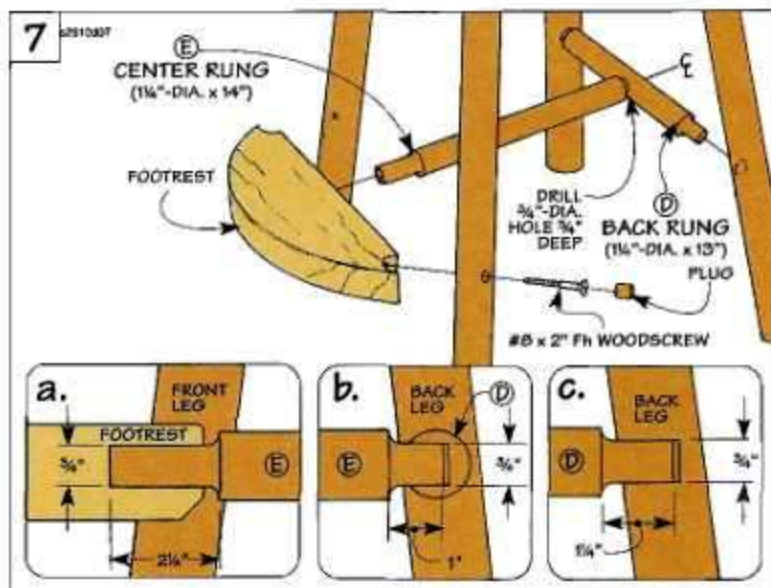 7
Ⓔ
CENTER RUNG
(1¼"-DIA. x 14")
FOOTREST
℄
DRILL
¾"-DIA.
HOLE ¾"
DEEP
Ⓓ
BACK RUNG
(1¼"-DIA. x 13")
PLUG
#8 x 2" Fh WOODSCREW
a.
FRONT
LEG
FOOTREST
¾"
Ⓔ
2¼"
b.
BACK
LEG
Ⓓ
Ⓔ
¾"
1"
c.
BACK
LEG
Ⓓ
¾"
1¼"